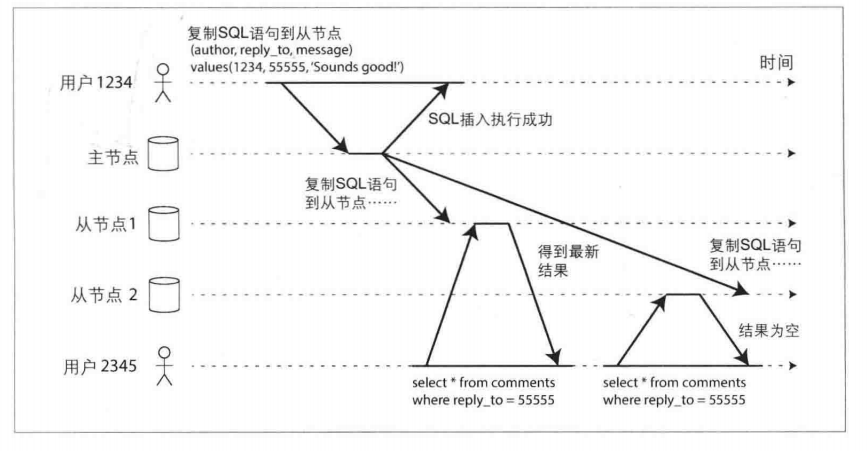 复制SQL语句到从节点
(author, reply_to, message)
values(1234, 55555, ‘Sounds good!’)
时间
用户1234
SQL插入执行成功
主节点
复制SQL语句
到从节点……
从节点1
得到最新
结果
复制SQL语句
到从节点……
从节点 2
结果为空
用户 2345
select * from comments
where reply_to = 55555
select * from comments
where reply_to = 55555